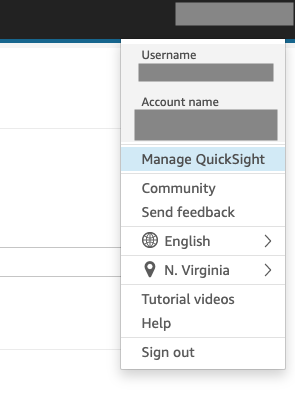 Username
Account name
Manage QuickSight
Community
Send feedback
English
N. Virginia
Tutorial videos
Help
Sign out